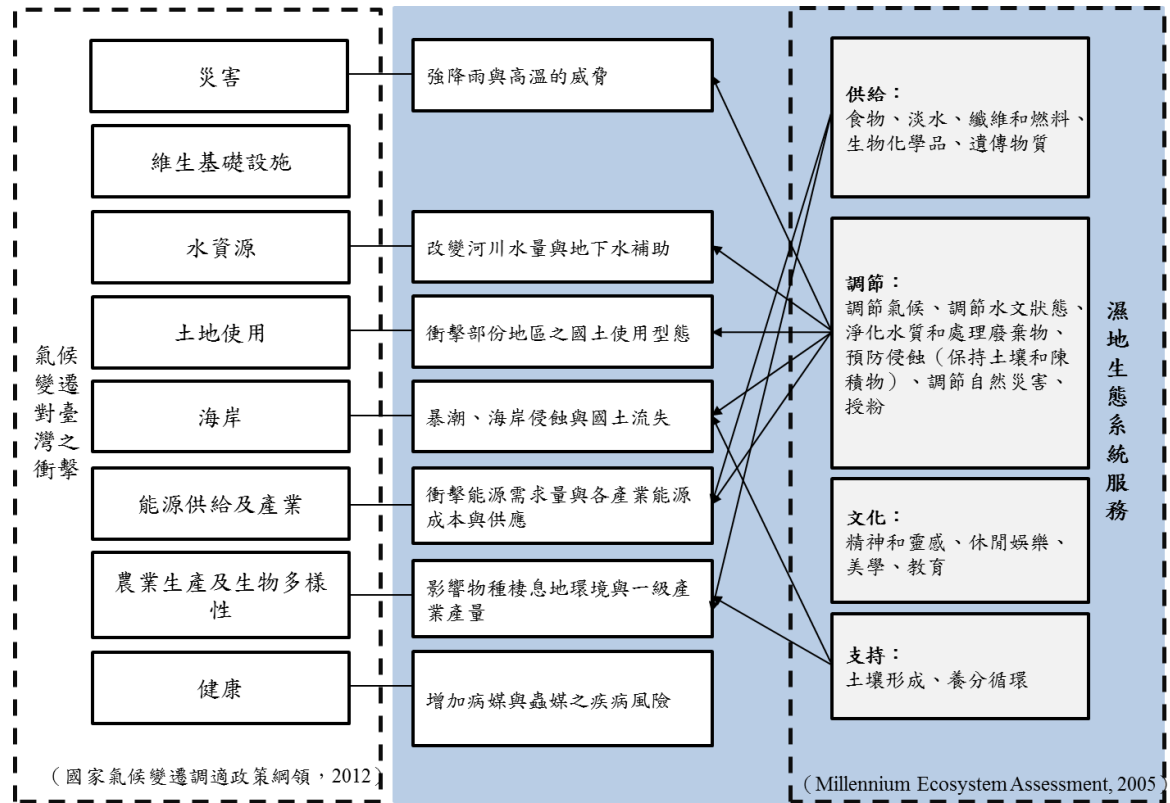 氣候
變遷
對臺
灣之
衝擊
災害
維生基礎設施
水資源
土地使用
海岸
能源供給及產業
農業生產及生物多樣
性
健康
（國家氣候變遷調適政策綱領，2012）
強降雨與高溫的威脅
改變河川水量與地下水補助
衝擊部份地區之國土使用型態
暴潮、海岸侵蝕與國土流失
衝擊能源需求量與各產業能源
成本與供應
影響物種棲息地環境與一級產
業產量
增加病媒與蟲媒之疾病風險
供給：
食物、淡水、纖維和燃料、
生物化學品、遺傳物質
調節：
調節氣候、調節水文狀態、
淨化水質和處理廢棄物、
預防侵蝕（保持土壤和陳
積物）、調節自然災害、
授粉
文化：
精神和靈感、休閒娛樂、
美學、教育
支持：
土壤形成、養分循環
濕地生態系統服務
（Millennium Ecosystem Assessment, 2005）